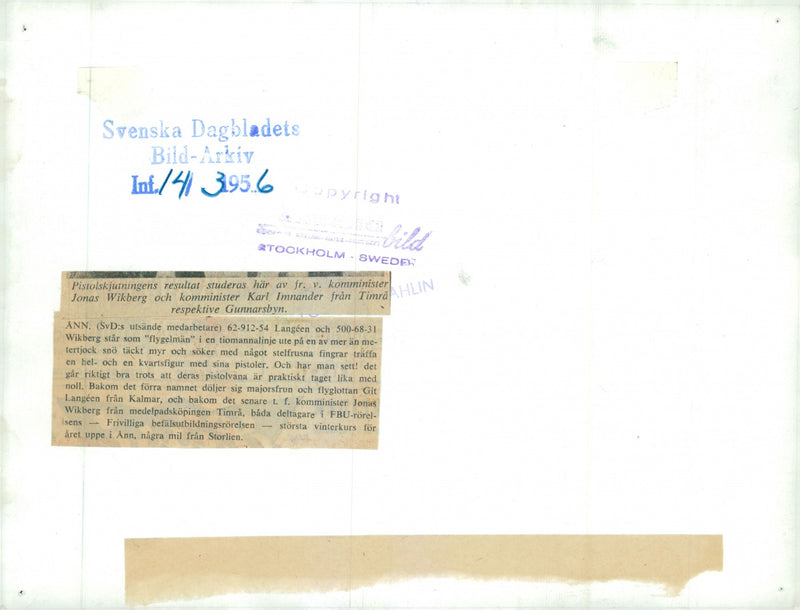 Svenska Dagbladets
Bild-Arkiv
Inf. 14/3 1956
Copyright
bild
STOCKHOLM - SWEDEN
AHLIN
Pistolskjutningens resultat studeras här av fr. v. komminister
Jonas Wikberg och komminister Karl Imnander från Timrå
respektive Gunnarsbyn.
ÅNN. (SvD:s utsände medarbetare) 62-912-54 Langéen och 500-68-31
Wikberg står som "flygelmän" i en tiomannalinje ute på en av mer än me-
tertjock snö täckt myr och söker med något stelfrusna fingrar träffa
en hel- och en kvartsfigur med sina pistoler. Och har man sett! det
går riktigt bra trots att deras pistolvana är praktiskt taget lika med
noll. Bakom det förra namnet döljer sig majorsfrun och flyglottan Git
Langéen från Kalmar, och bakom det senare t. f. komminister Jonas
Wikberg från medelpadsköpingen Timrå, båda deltagare i FBU-rörel-
sens — Frivilliga befälsutbildningsrörelsen — största vinterkurs för
året uppe i Ånn, några mil från Storlien.